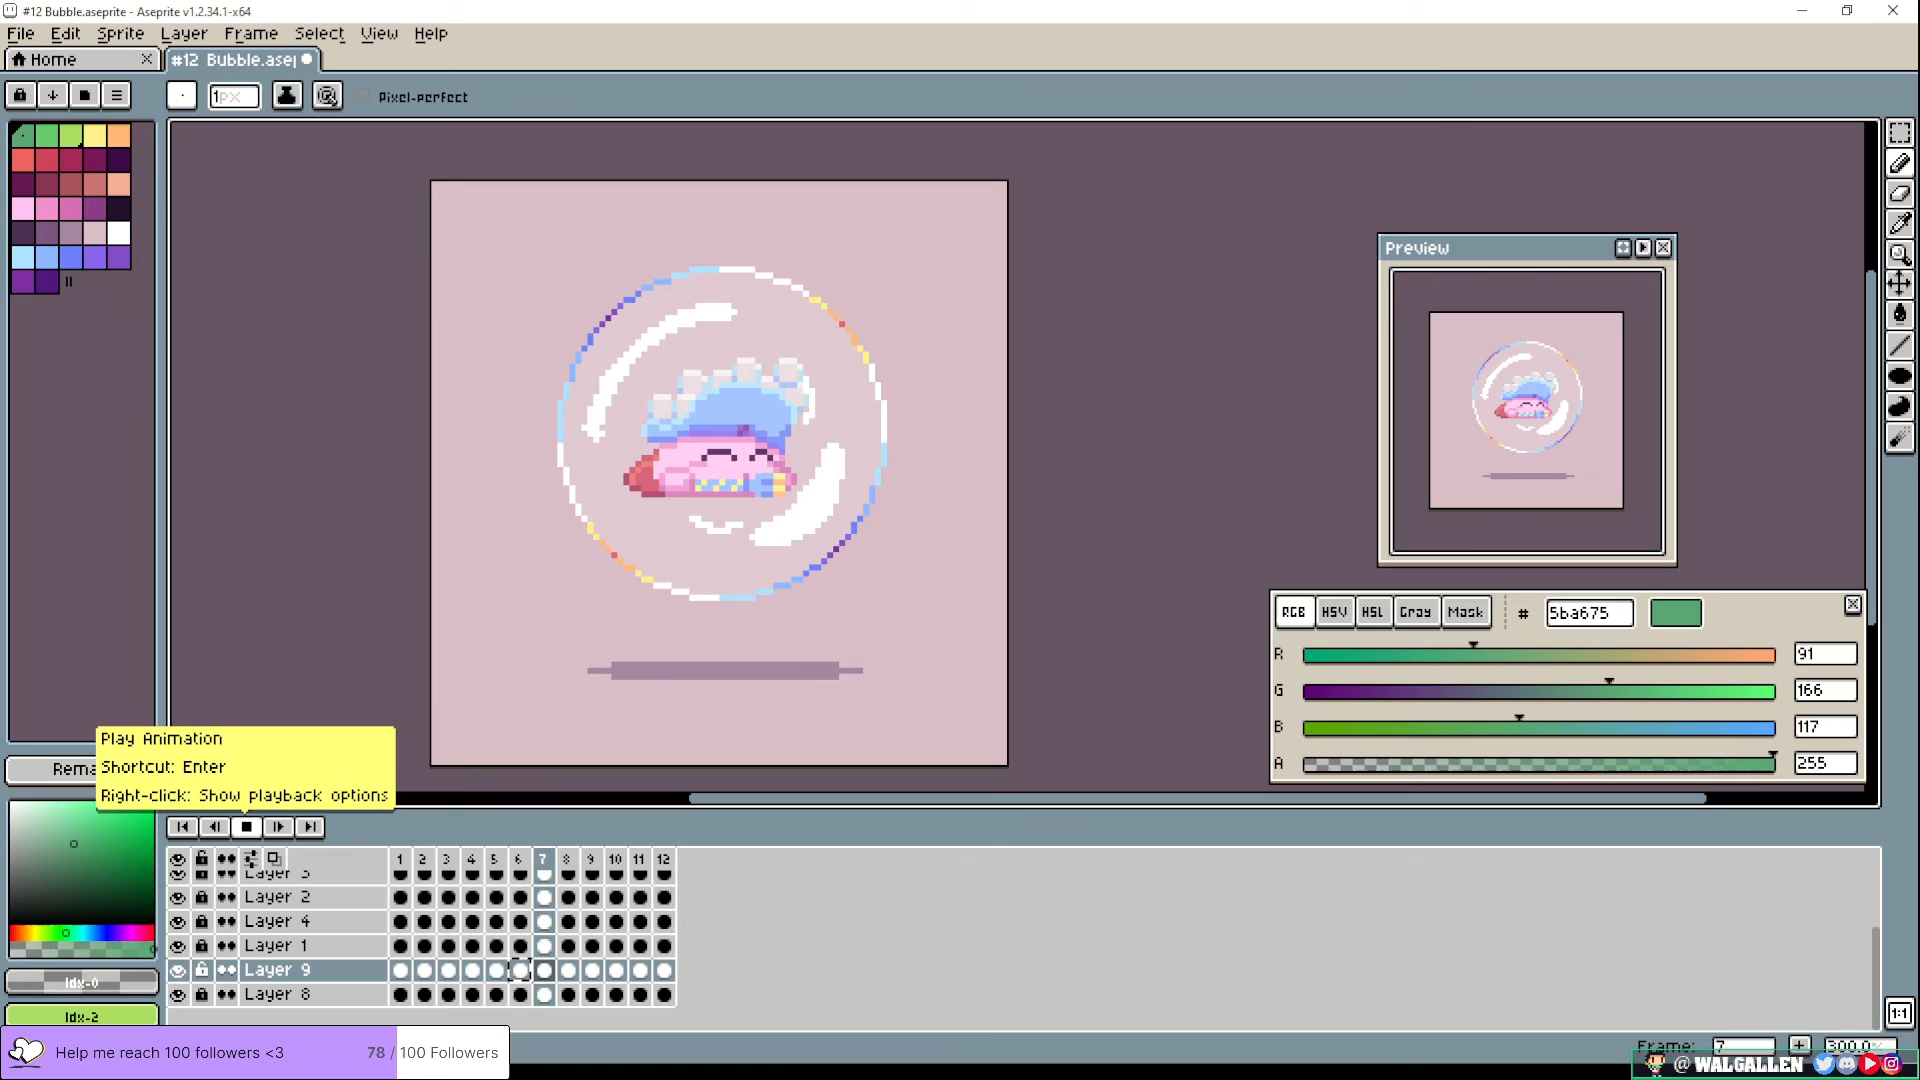 #12 Bubble.aseprite - Aseprite v1.2.34.1-x64
File Edit Sprite Layer Frame Select View Help
Home
#12 Bubble.asep
1px
Pixel-perfect
Preview
RGB HSV HSL Gray Mask # 5ba675
R 91
G 166
B 117
A 255
Play Animation
Shortcut: Enter
Right-click: Show playback options
Rema
1 2 3 4 5 6 7 8 9 10 11 12
Layer 2
Layer 4
Layer 1
Layer 9
Layer 8
Idx-0
Idx-2
1:1
Help me reach 100 followers <3
78 / 100 Followers
Frame: 7 + 300.0%
@WALGALLEN